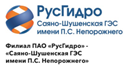 РусГидро
Саяно-Шушенская ГЭС
имени П.С. Непорожнего
Филиал ПАО «РусГидро» -
«Саяно-Шушенская ГЭС
имени П.С. Непорожнего»